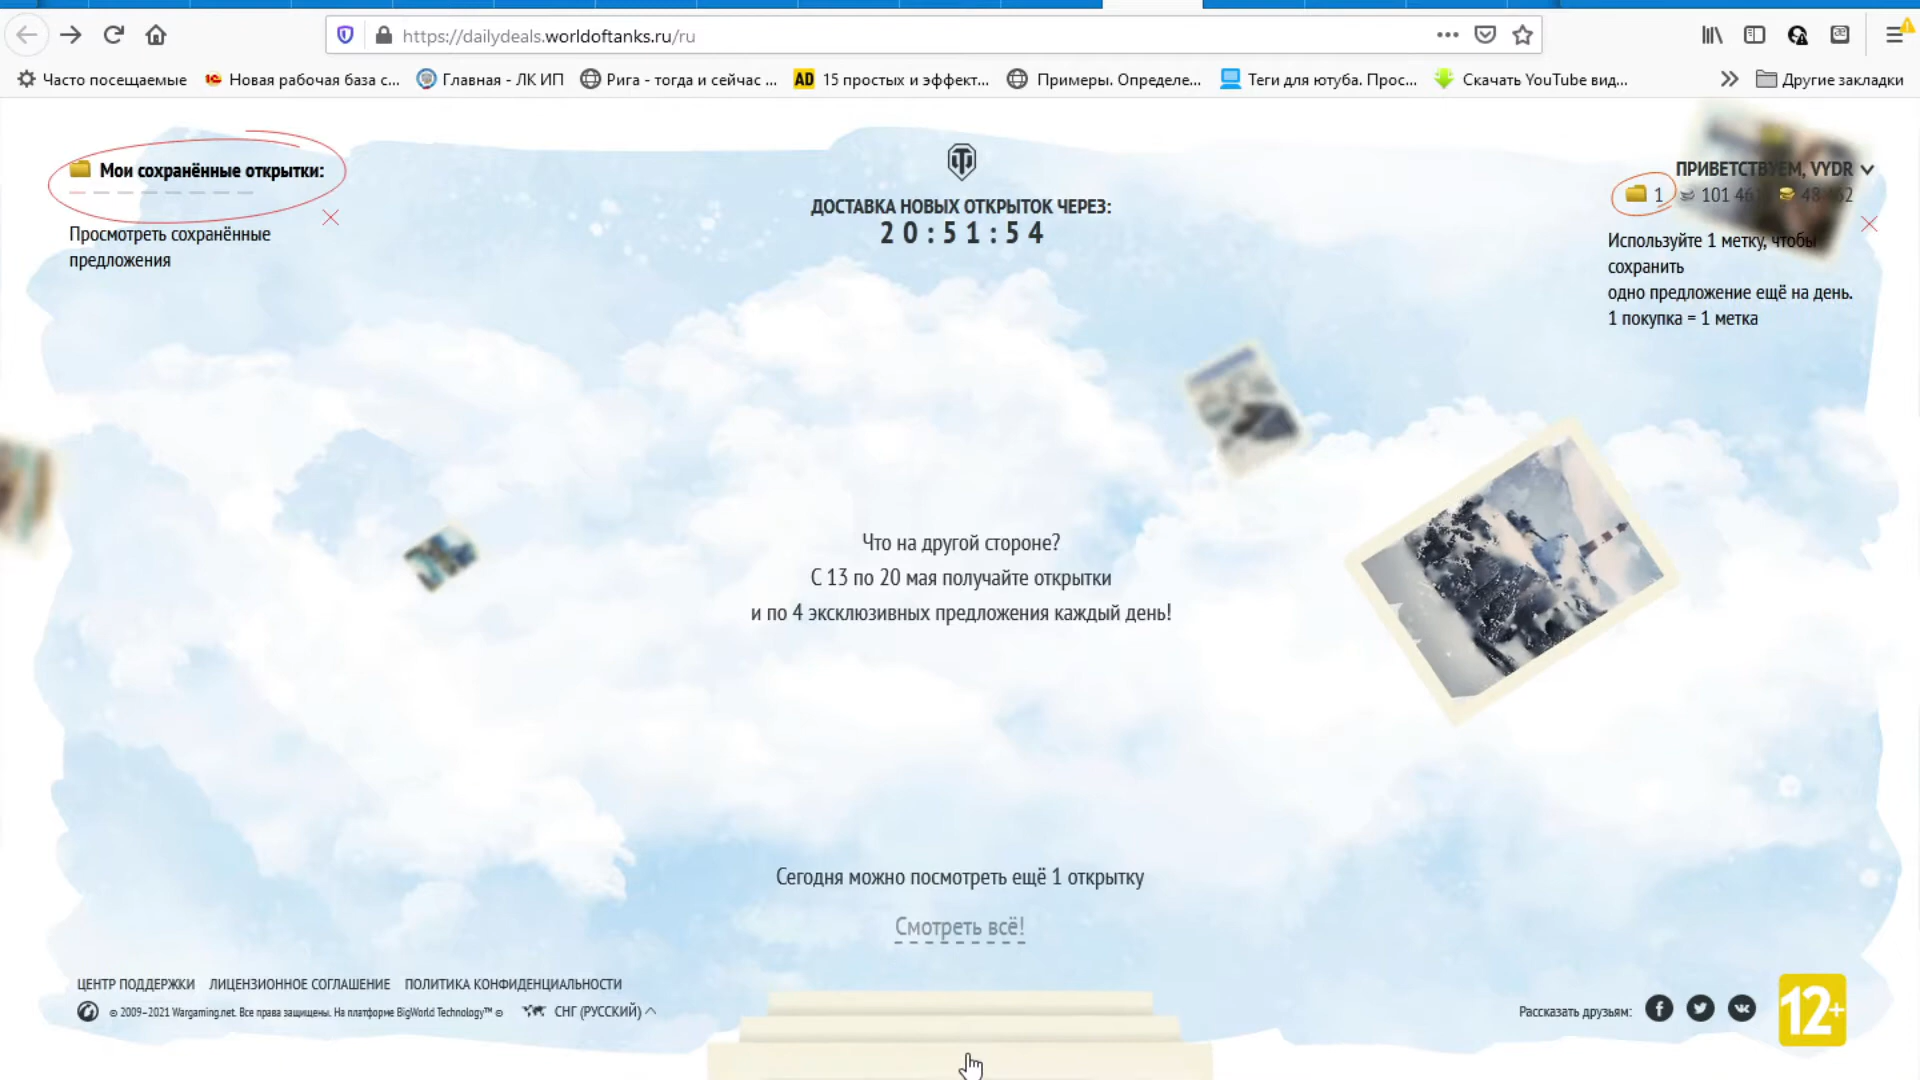 https://dailydeals.worldoftanks.ru/ru
Часто посещаемые
Новая рабочая база с...
Главная - ЛК ИП
Рига - тогда и сейчас ...
AD 15 простых и эффект...
Примеры. Определе...
Теги для ютуба. Прос...
Скачать YouTube вид...
Другие закладки
Мои сохранённые открытки:
Просмотреть сохранённые
предложения
ДОСТАВКА НОВЫХ ОТКРЫТОК ЧЕРЕЗ:
20:51:54
ПРИВЕТСТВУЕМ, VYDR
1
Используйте 1 метку, чтобы
сохранить
одно предложение ещё на день.
1 покупка = 1 метка
Что на другой стороне?
С 13 по 20 мая получайте открытки
и по 4 эксклюзивных предложения каждый день!
Сегодня можно посмотреть ещё 1 открытку
Смотреть всё!
ЦЕНТР ПОДДЕРЖКИ ЛИЦЕНЗИОННОЕ СОГЛАШЕНИЕ ПОЛИТИКА КОНФИДЕНЦИАЛЬНОСТИ
© 2009–2021 Wargaming.net. Все права защищены. На платформе BigWorld Technology™ ©
СНГ (РУССКИЙ)
Рассказать друзьям:
12+